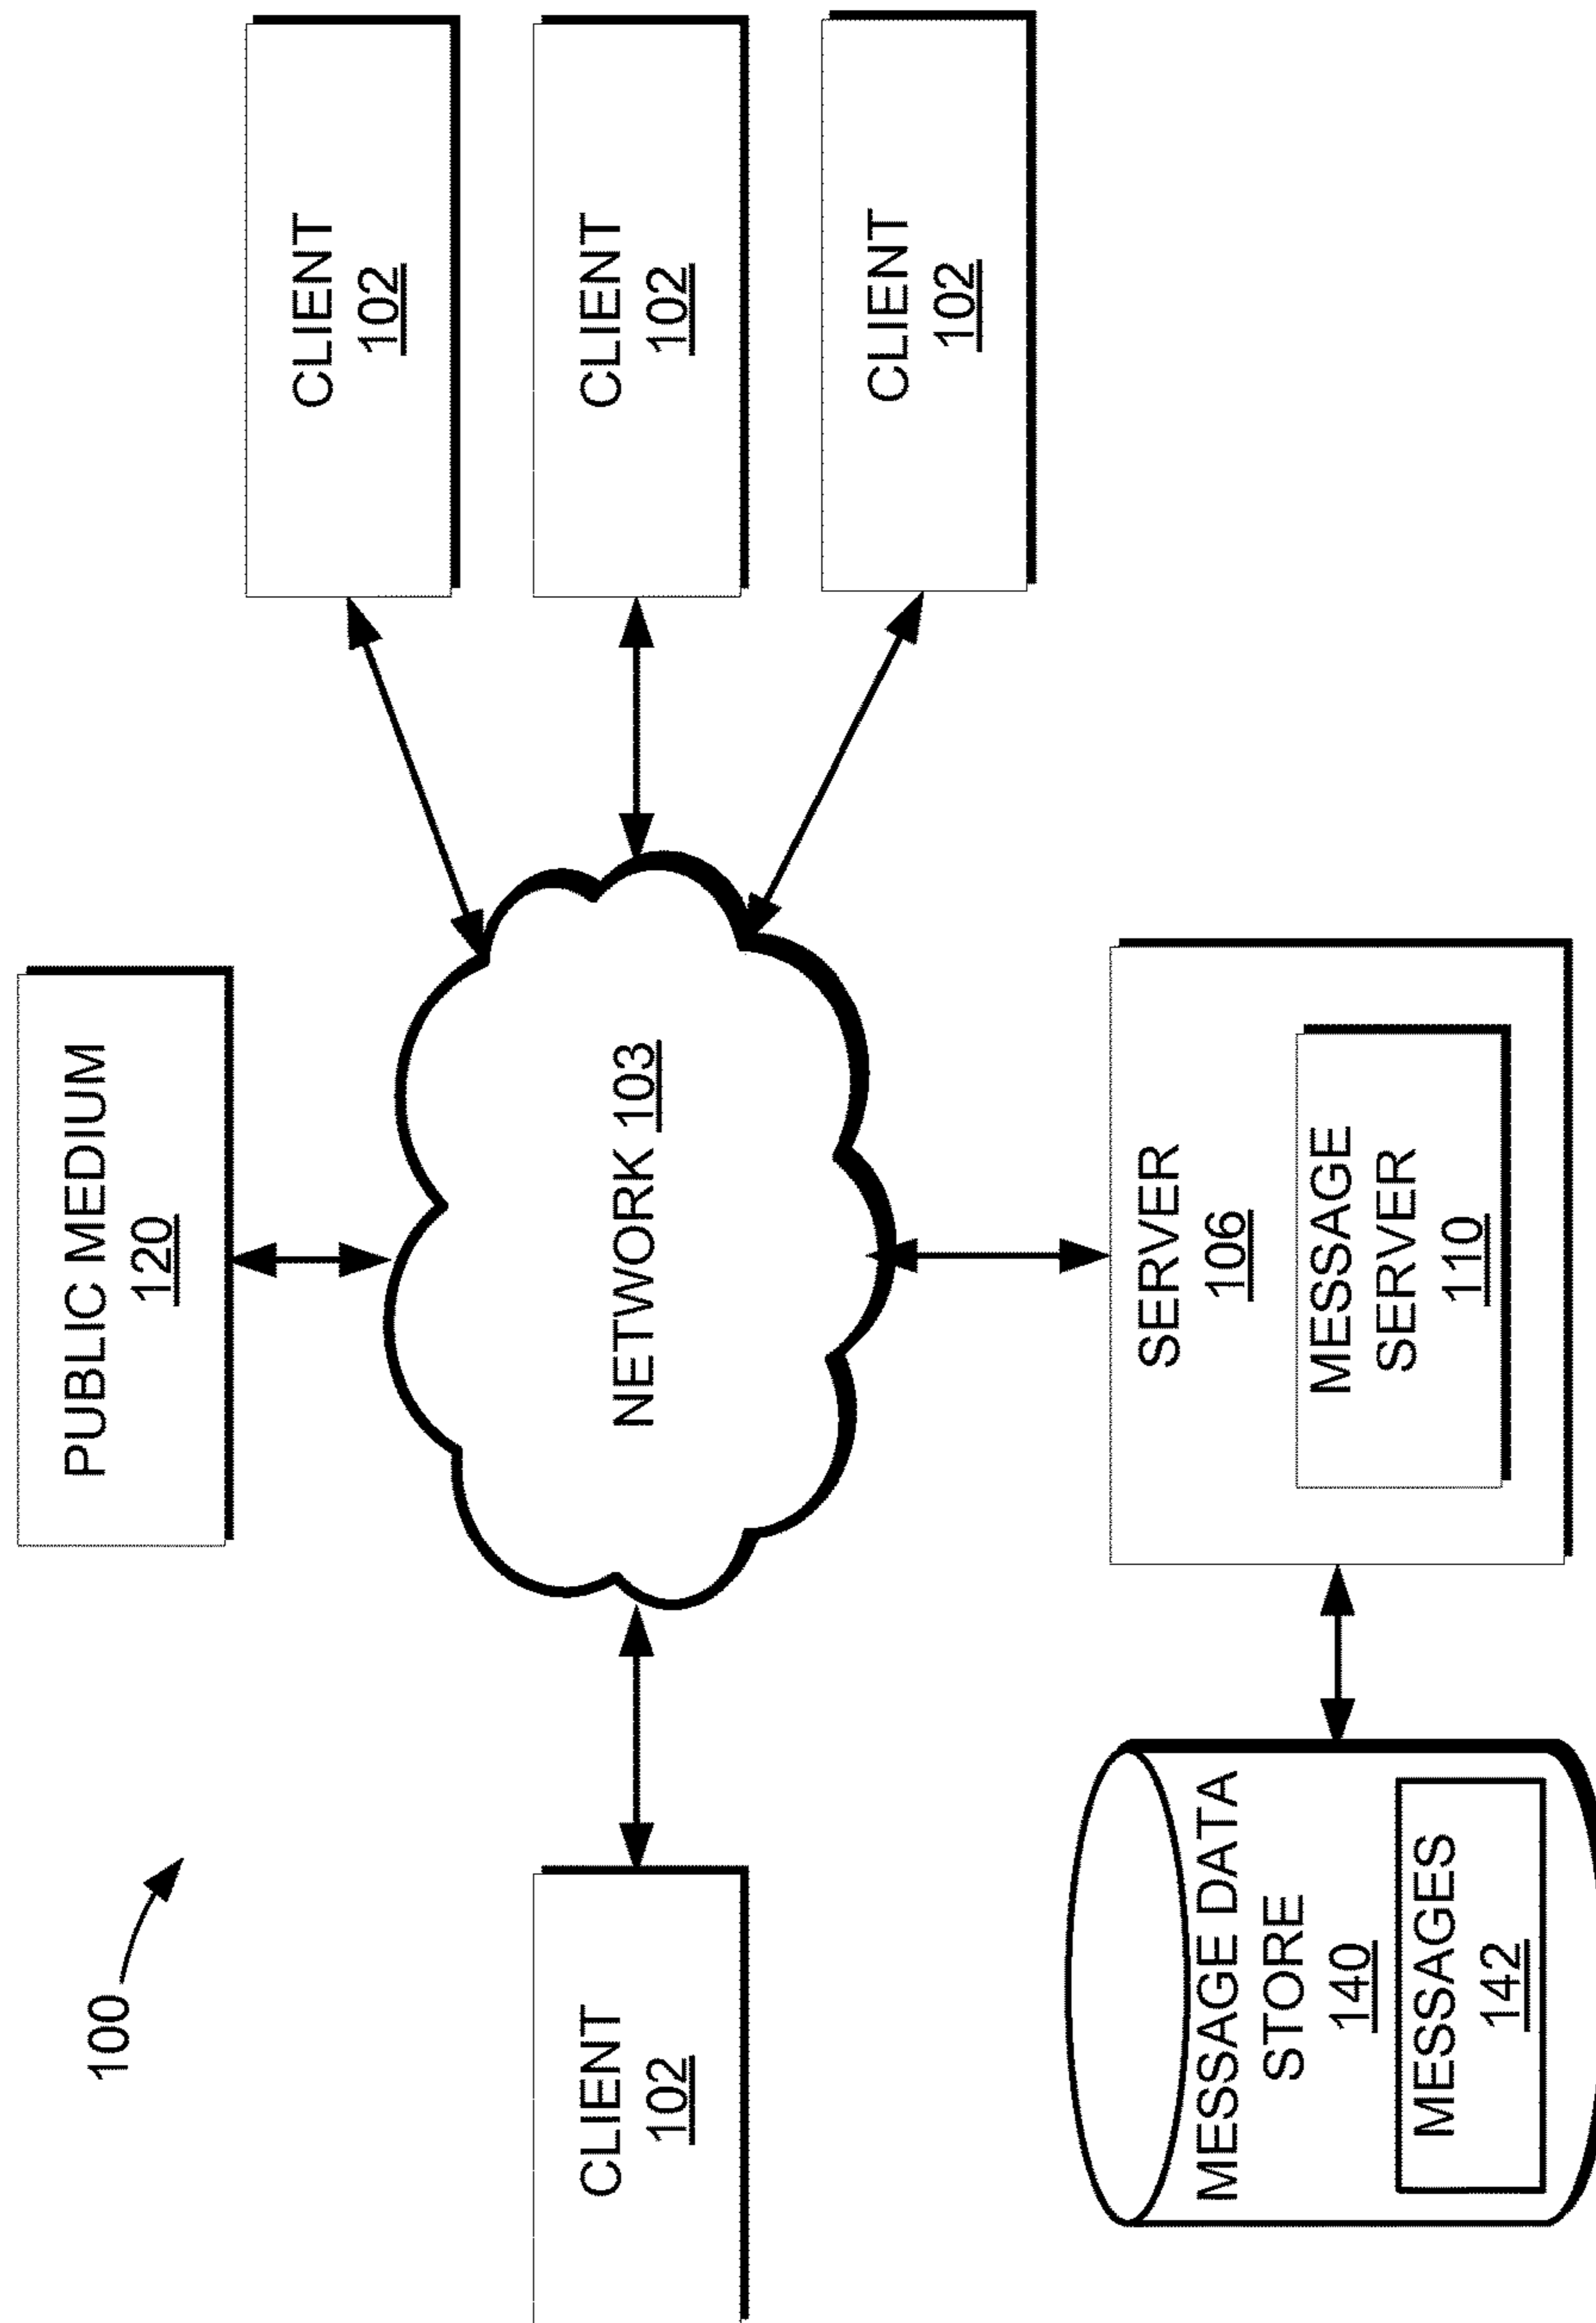 100
PUBLIC MEDIUM
120
CLIENT
102
CLIENT
102
CLIENT
102
CLIENT
102
NETWORK 103
SERVER
106
MESSAGE
SERVER
110
MESSAGE DATA
STORE
140
MESSAGES
142